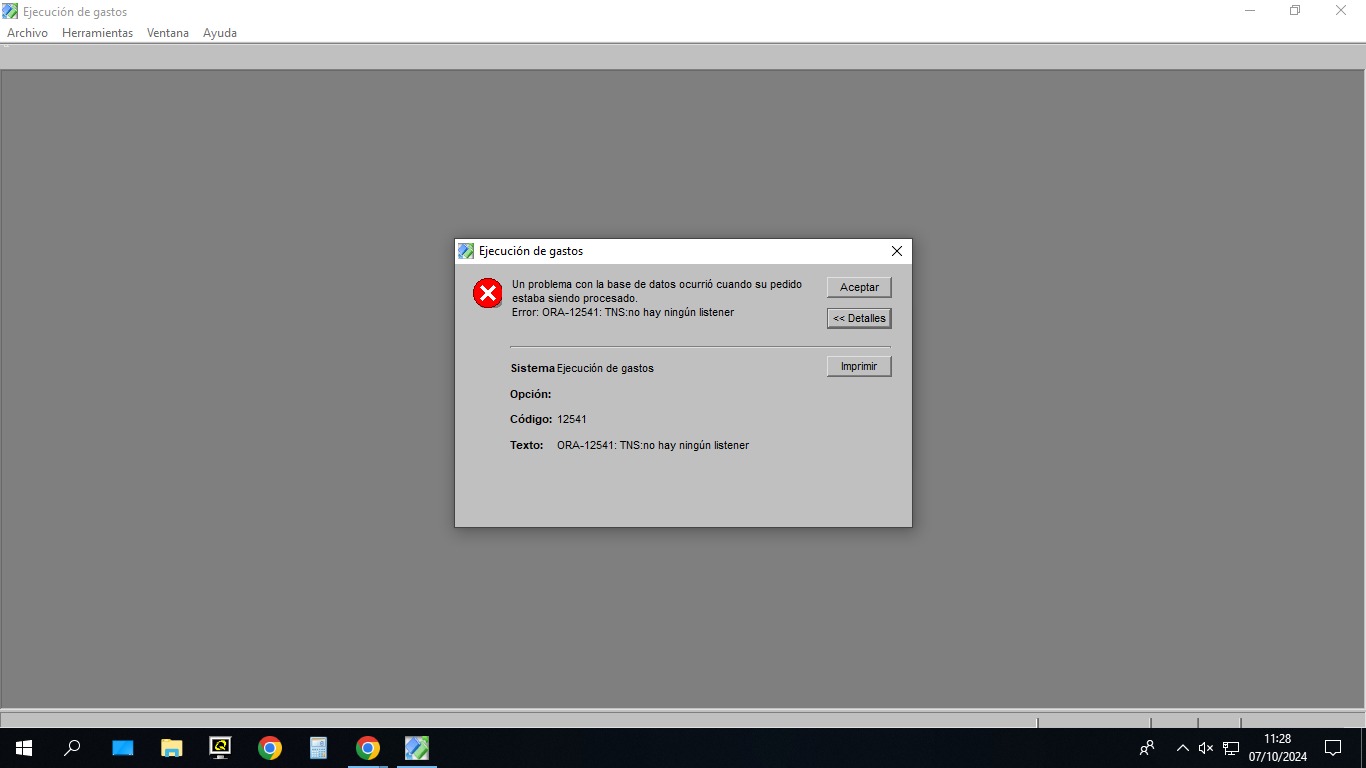 Ejecución de gastos
Archivo Herramientas Ventana Ayuda
Ejecución de gastos
Un problema con la base de datos ocurrió cuando su pedido
estaba siendo procesado.
Error: ORA-12541: TNS:no hay ningún listener
Aceptar
<< Detalles
Sistema Ejecución de gastos
Imprimir
Opción:
Código: 12541
Texto: ORA-12541: TNS:no hay ningún listener
11:28
07/10/2024